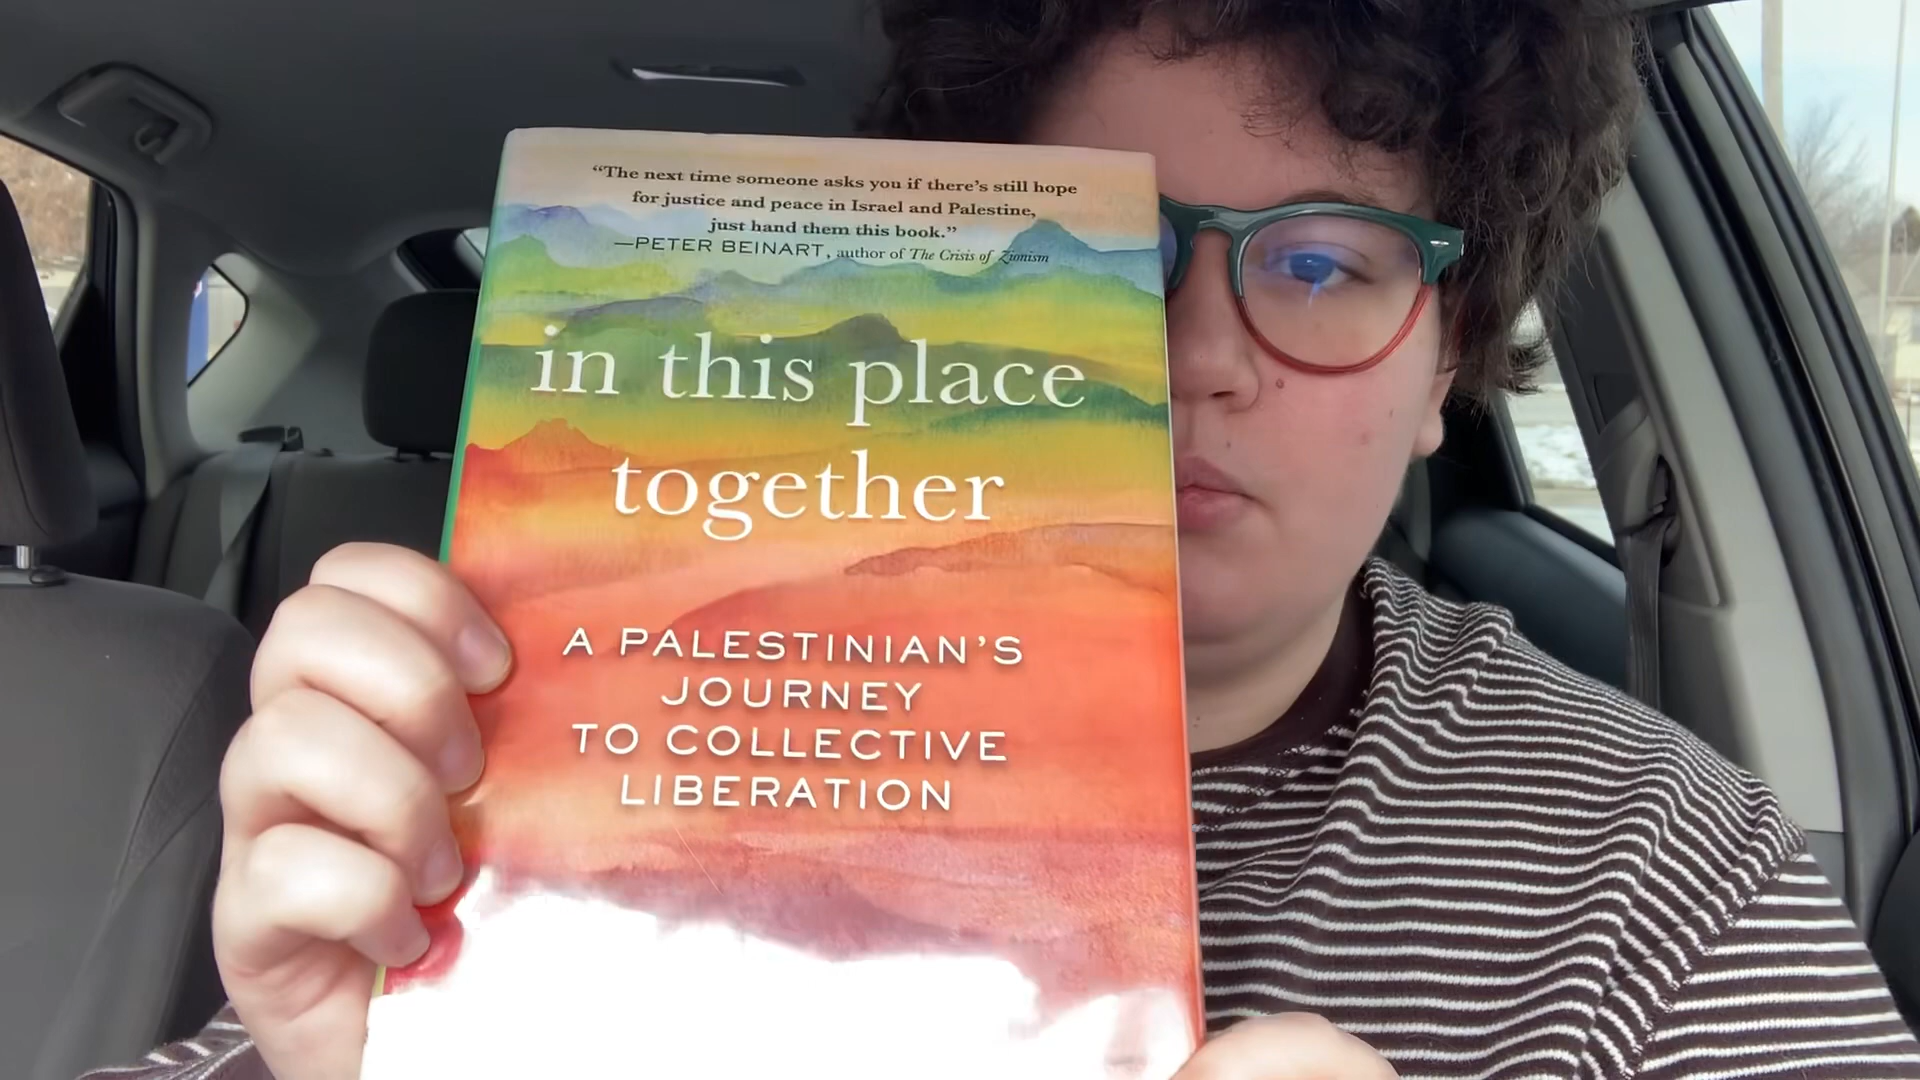 “The next time someone asks you if there’s still hope
for justice and peace in Israel and Palestine,
just hand them this book.”
—PETER BEINART, author of The Crisis of Zionism
in this place
together
A PALESTINIAN’S
JOURNEY
TO COLLECTIVE
LIBERATION